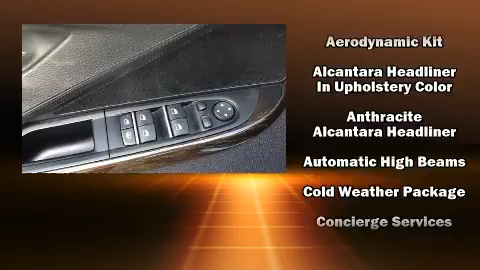 Aerodynamic Kit
Alcantara Headliner
In Upholstery Color
Anthracite
Alcantara Headliner
Automatic High Beams
Cold Weather Package
Concierge Services